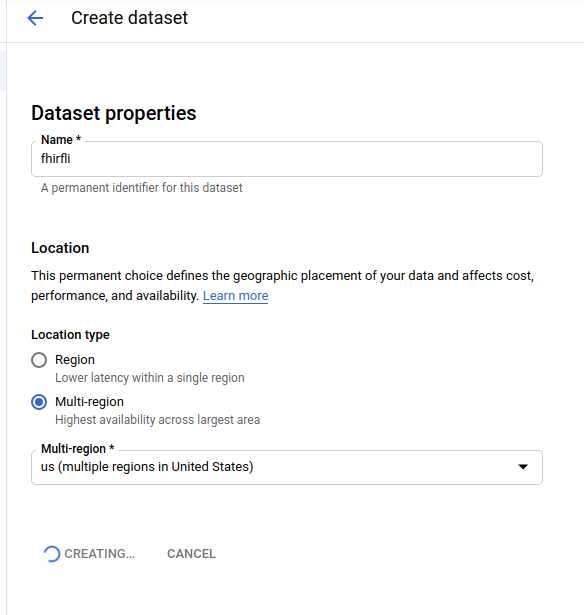 Create dataset
Dataset properties
Name *
fhirfli
A permanent identifier for this dataset
Location
This permanent choice defines the geographic placement of your data and affects cost,
performance, and availability. Learn more
Location type
Region
Lower latency within a single region
Multi-region
Highest availability across largest area
Multi-region *
us (multiple regions in United States)
CREATING... CANCEL